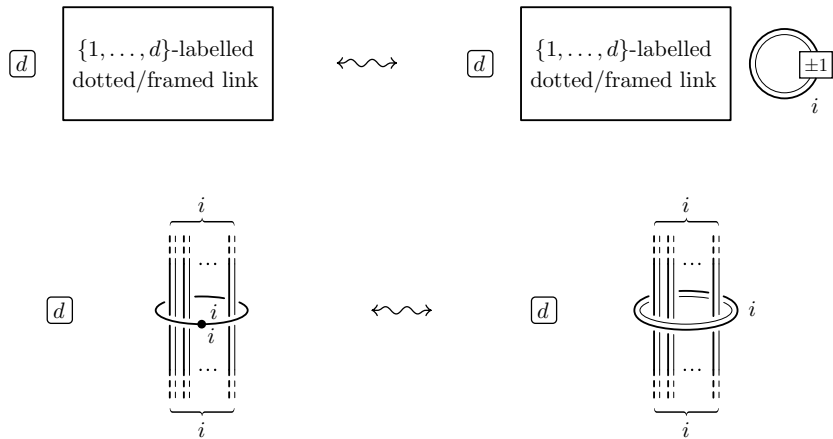 d
{1, . . . , d}-labelled
dotted/framed link
d
{1, . . . , d}-labelled
dotted/framed link
±1
i
i
d
...
i
i
...
i
i
d
...
i
...
i